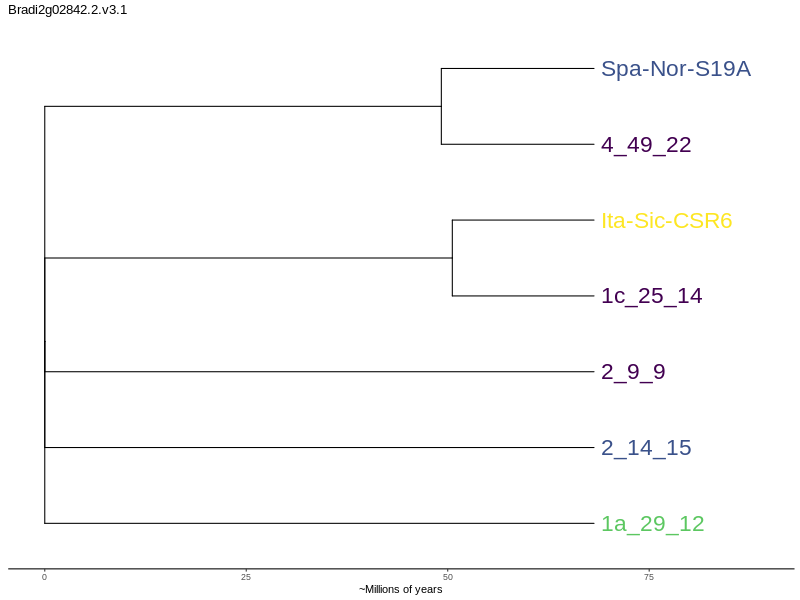 Bradi2g02842.2.v3.1
Spa-Nor-S19A
4_49_22
Ita-Sic-CSR6
1c_25_14
2_9_9
2_14_15
1a_29_12
0 25 50 75
~Millions of years